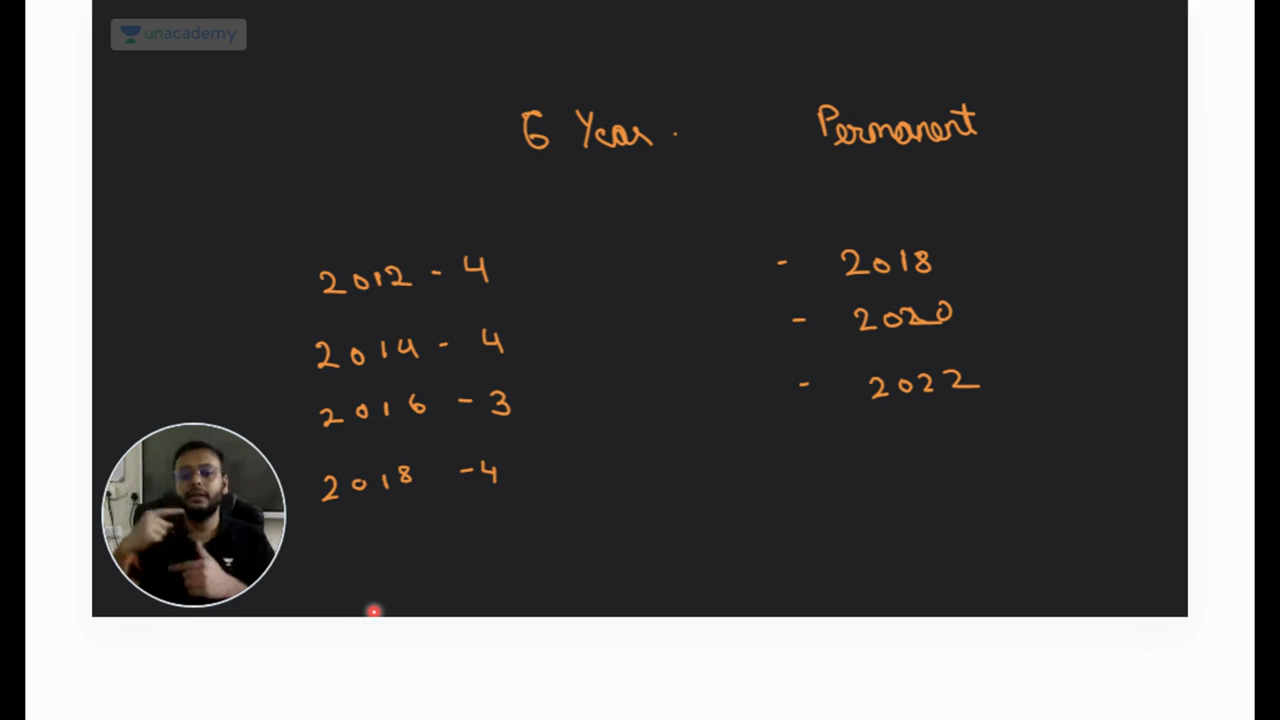 unacademy
6 Year. Permanent
2012 - 4 - 2018
2014 - 4 - 2020
2016 - 3 - 2022
2018 - 4